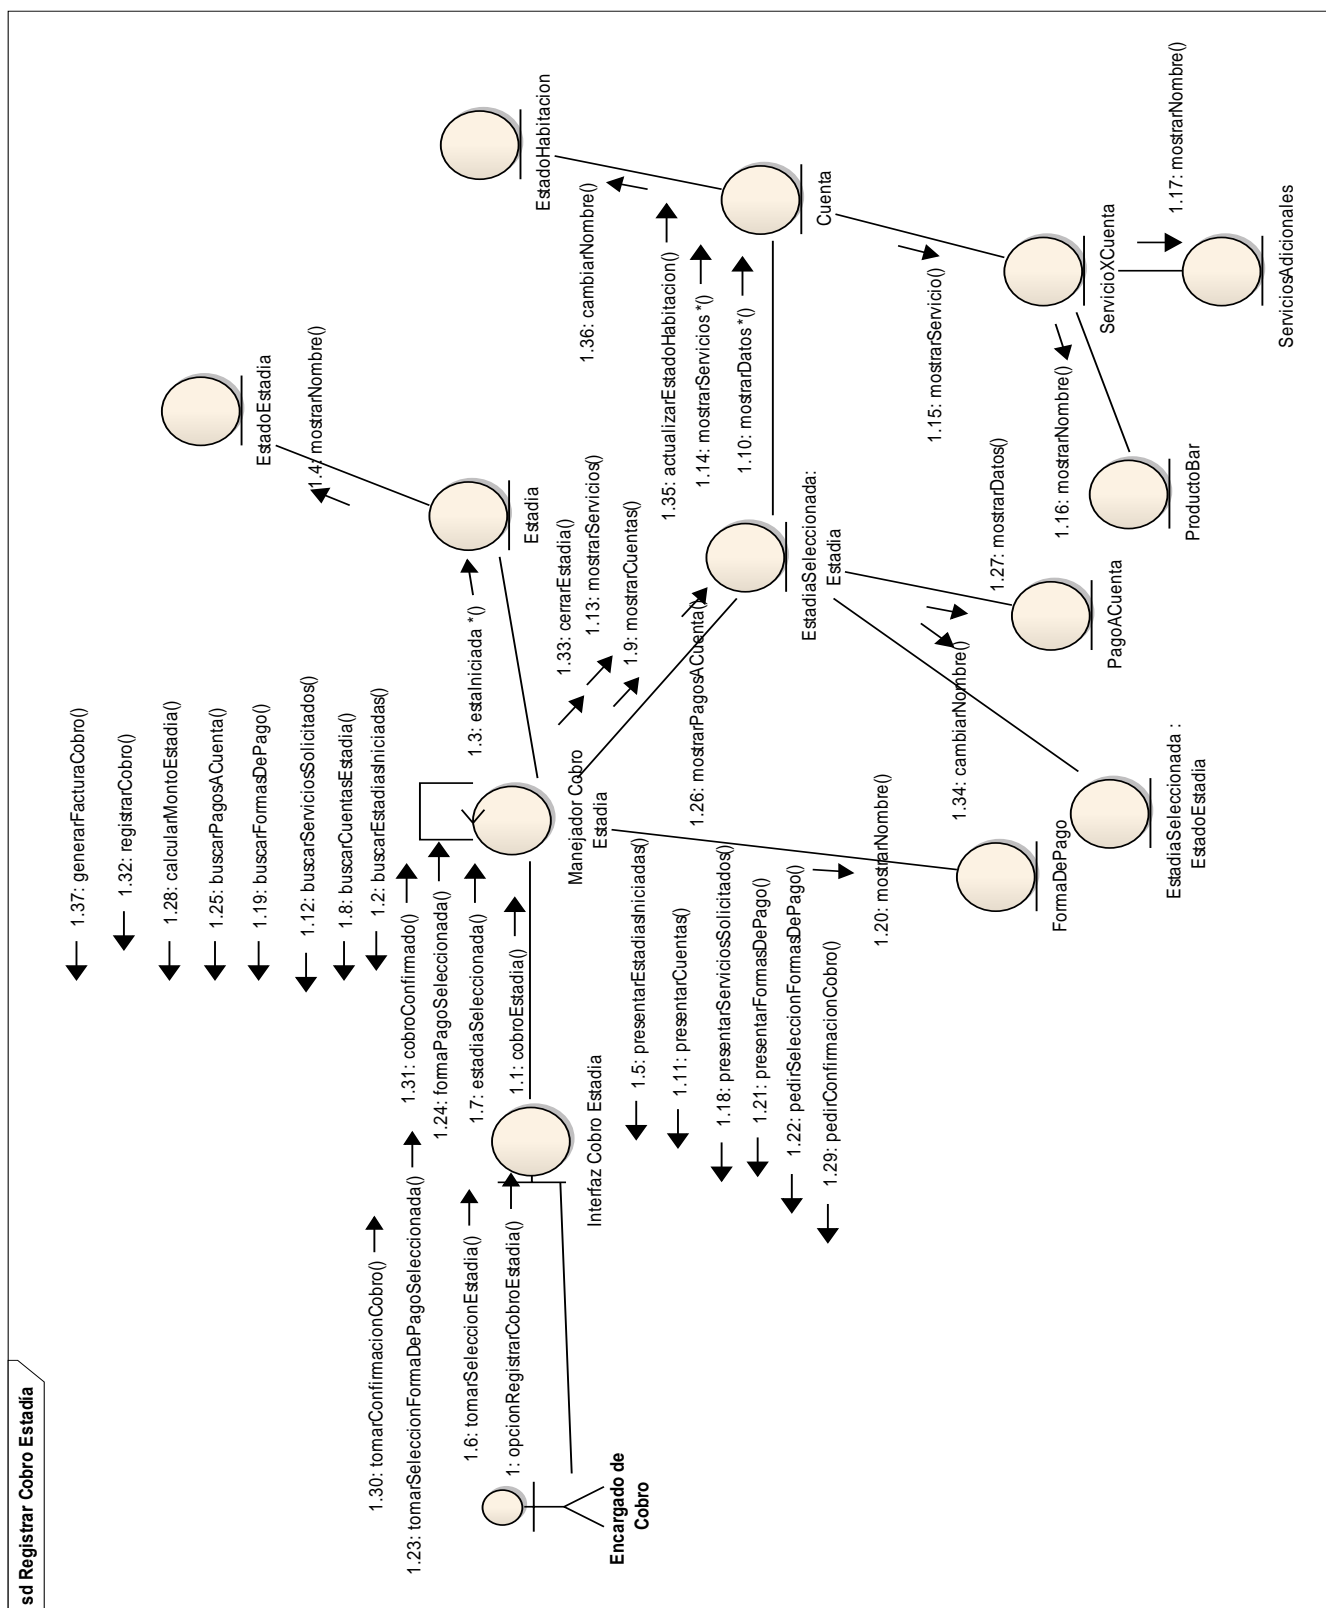 sd Registrar Cobro Estadía
1.37: generarFacturaCobro()
1.32: registrarCobro()
1.28: calcularMontoEstadia()
1.25: buscarPagosACuenta()
1.19: buscarFormasDePago()
1.12: buscarServiciosSolicitados()
1.8: buscarCuentasEstadia()
1.2: buscarEstadiasIniciadas()
1.30: tomarConfirmacionCobro()
1.23: tomarSeleccionFormaDePagoSeleccionada()
1.6: tomarSeleccionEstadia()
1: opcionRegistrarCobroEstadia()
Encargado de
Cobro
1.31: cobroConfirmado()
1.24: formaPagoSeleccionada()
1.7: estadiaSeleccionada()
1.1: cobroEstadia()
Interfaz Cobro Estadia
1.5: presentarEstadiasIniciadas()
1.11: presentarCuentas()
1.18: presentarServiciosSolicitados()
1.21: presentarFormasDePago()
1.22: pedirSeleccionFormasDePago()
1.29: pedirConfirmacionCobro()
Manejador Cobro
Estadia
1.3: estaIniciada *()
Estadia
1.4: mostrarNombre()
EstadoEstadia
1.33: cerrarEstadia()
1.13: mostrarServicios()
1.9: mostrarCuentas()
1.26: mostrarPagosACuenta()
EstadiaSeleccionada:
Estadia
1.20: mostrarNombre()
FormaDePago
1.34: cambiarNombre()
EstadiaSeleccionada :
EstadoEstadia
1.27: mostrarDatos()
PagoACuenta
1.35: actualizarEstadoHabitacion()
1.14: mostrarServicios *()
1.10: mostrarDatos *()
Cuenta
1.36: cambiarNombre()
EstadoHabitacion
1.15: mostrarServicio()
ServicioXCuenta
1.16: mostrarNombre()
ProductoBar
1.17: mostrarNombre()
ServiciosAdicionales